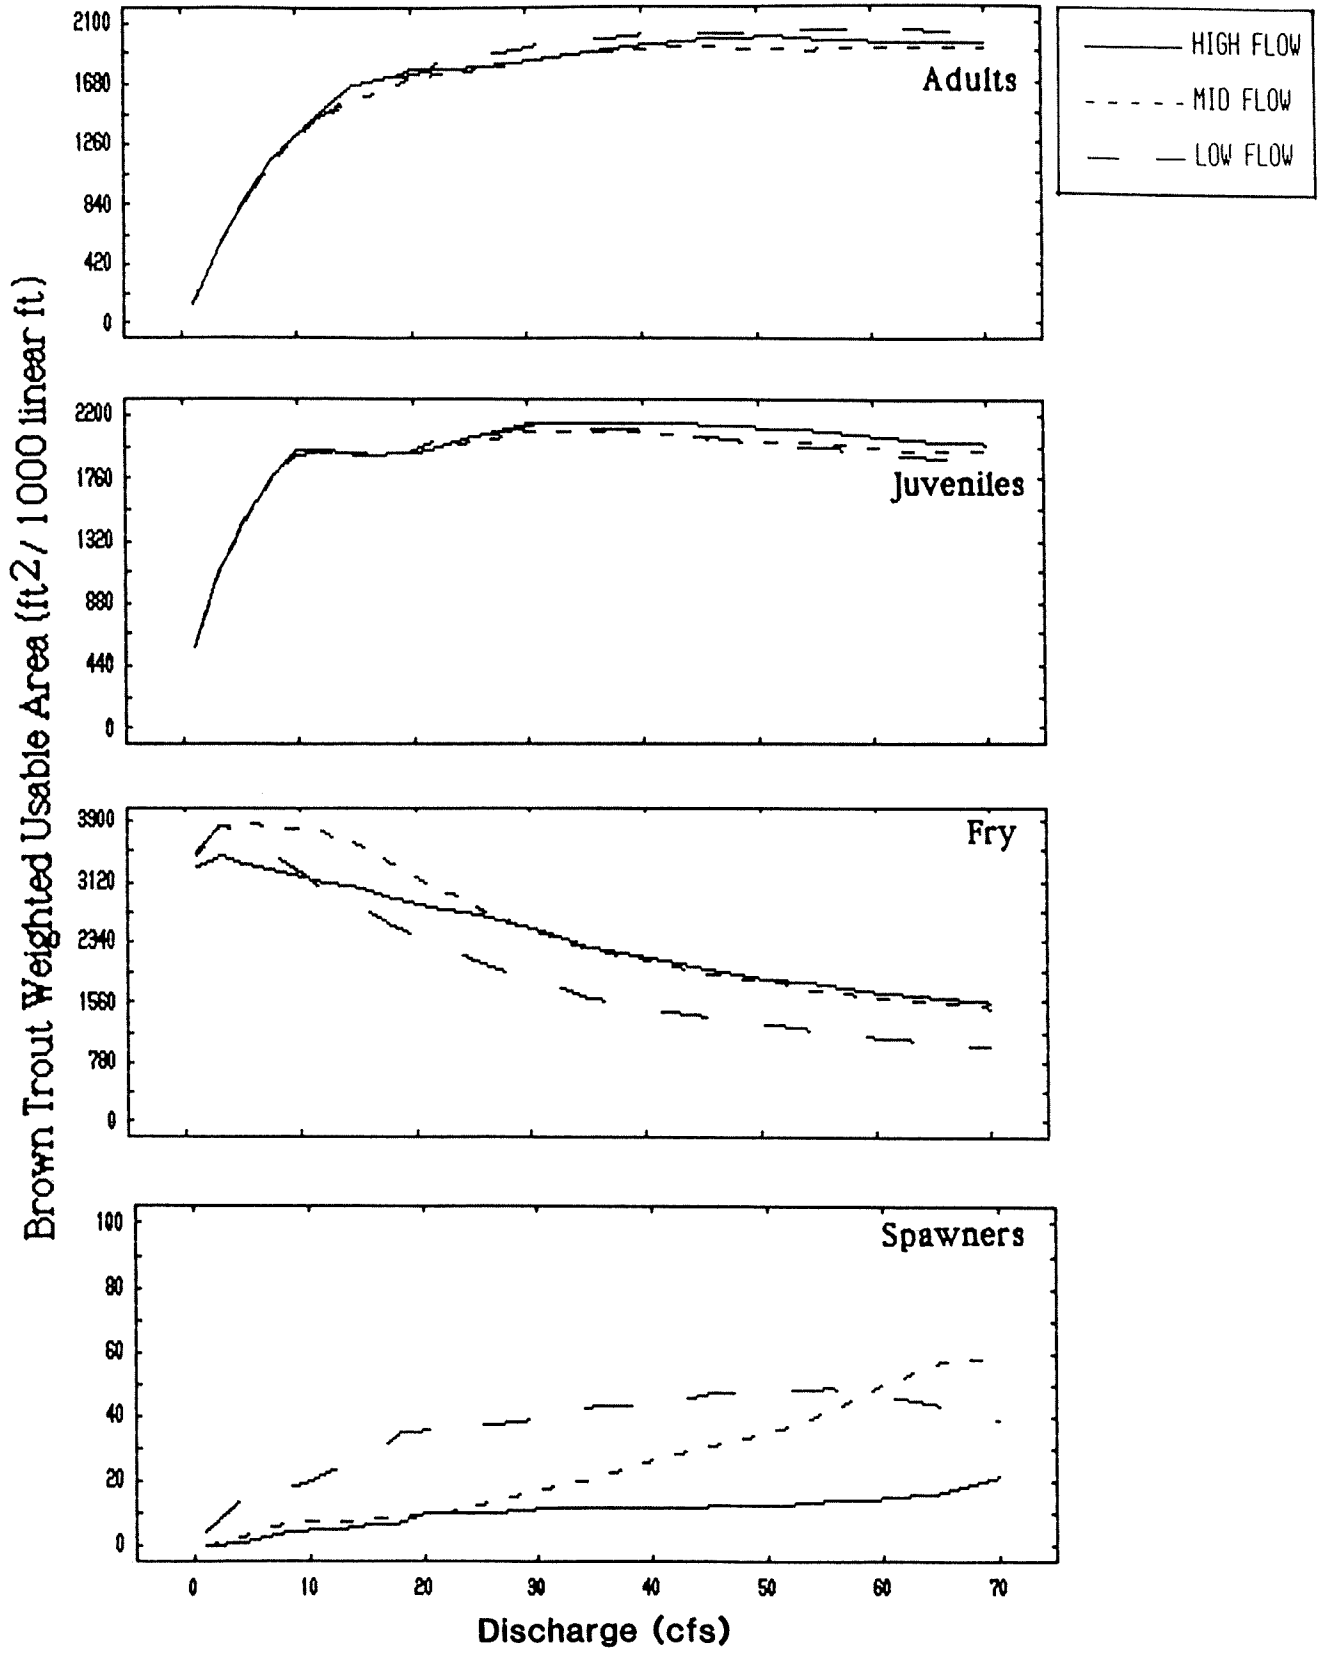 Brown Trout Weighted Usable Area (ft2 / 1000 linear ft)
2100
1680
1260
840
420
0
Adults
HIGH FLOW
MID FLOW
LOW FLOW
2200
1760
1320
880
440
0
Juveniles
3900
3120
2340
1560
780
0
Fry
100
80
60
40
20
0
Spawners
0 10 20 30 40 50 60 70
Discharge (cfs)